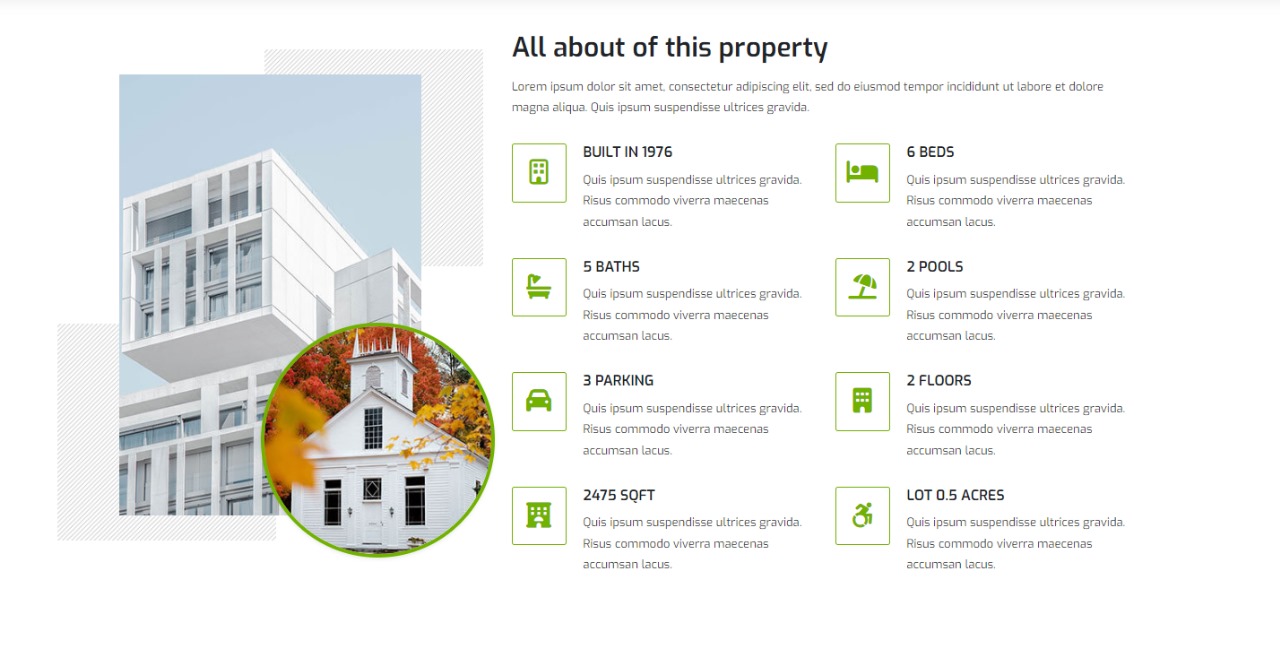 All about of this property
Lorem ipsum dolor sit amet, consectetur adipiscing elit, sed do eiusmod tempor incididunt ut labore et dolore
magna aliqua. Quis ipsum suspendisse ultrices gravida.
BUILT IN 1976
Quis ipsum suspendisse ultrices gravida.
Risus commodo viverra maecenas
accumsan lacus.
6 BEDS
Quis ipsum suspendisse ultrices gravida.
Risus commodo viverra maecenas
accumsan lacus.
5 BATHS
Quis ipsum suspendisse ultrices gravida.
Risus commodo viverra maecenas
accumsan lacus.
2 POOLS
Quis ipsum suspendisse ultrices gravida.
Risus commodo viverra maecenas
accumsan lacus.
3 PARKING
Quis ipsum suspendisse ultrices gravida.
Risus commodo viverra maecenas
accumsan lacus.
2 FLOORS
Quis ipsum suspendisse ultrices gravida.
Risus commodo viverra maecenas
accumsan lacus.
2475 SQFT
Quis ipsum suspendisse ultrices gravida.
Risus commodo viverra maecenas
accumsan lacus.
LOT 0.5 ACRES
Quis ipsum suspendisse ultrices gravida.
Risus commodo viverra maecenas
accumsan lacus.